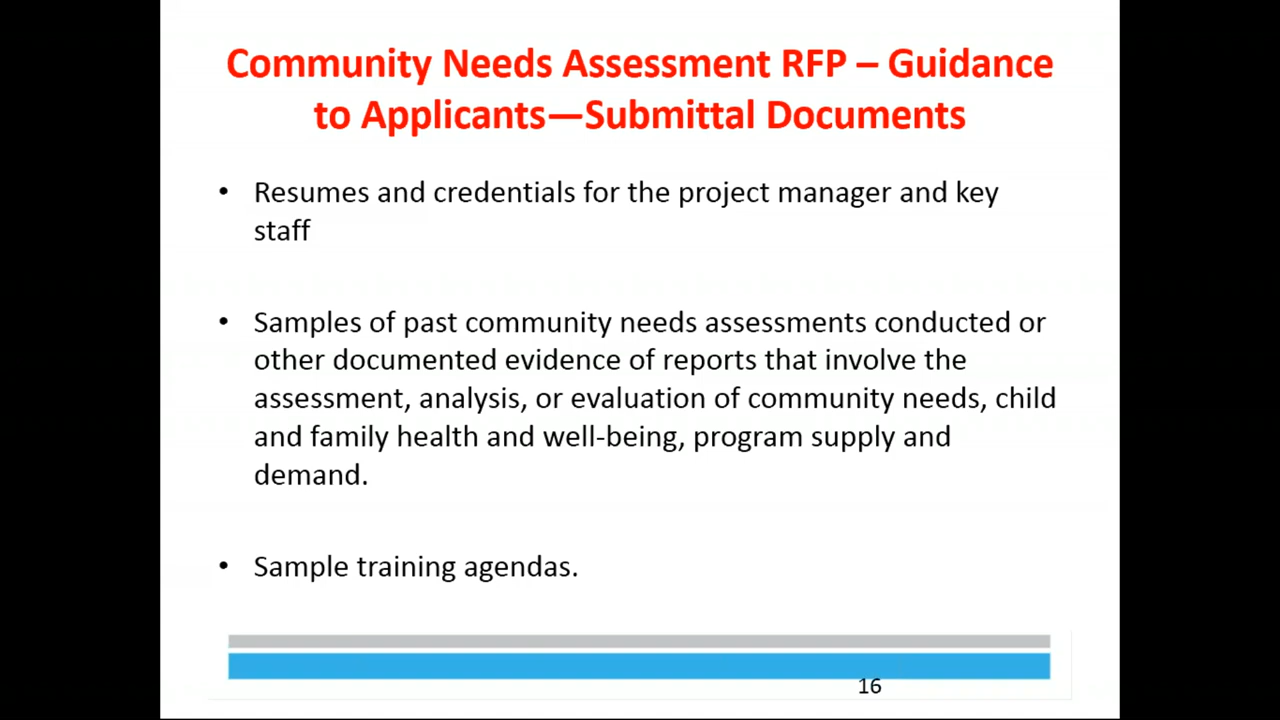 Community Needs Assessment RFP – Guidance
to Applicants—Submittal Documents
• Resumes and credentials for the project manager and key
staff
• Samples of past community needs assessments conducted or
other documented evidence of reports that involve the
assessment, analysis, or evaluation of community needs, child
and family health and well-being, program supply and
demand.
• Sample training agendas.
16